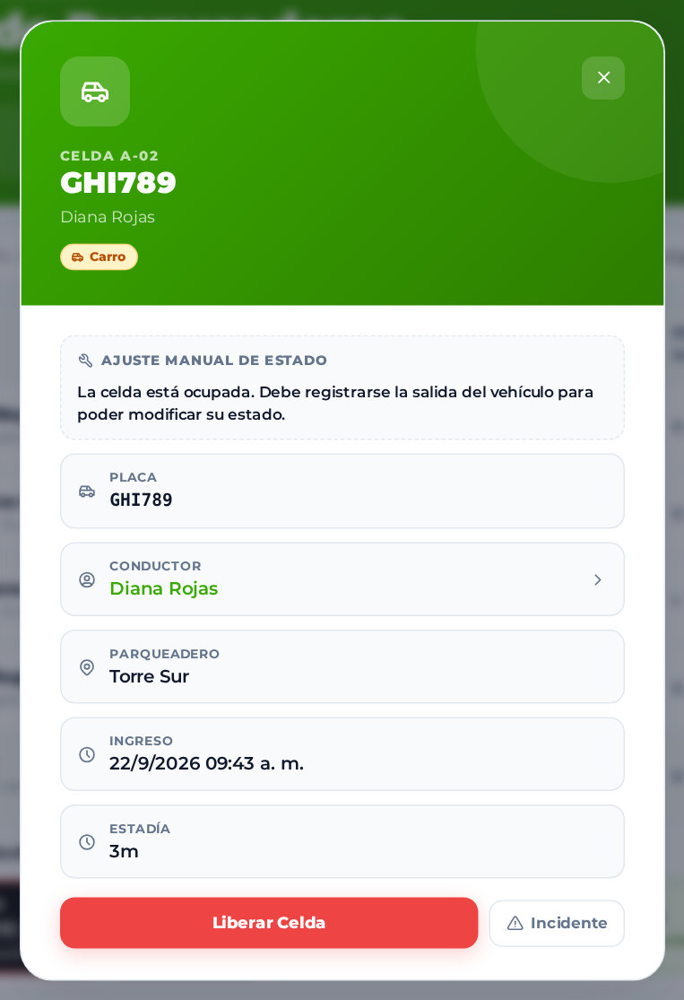 CELDA A-02
GHI789
Diana Rojas
Carro
AJUSTE MANUAL DE ESTADO
La celda está ocupada. Debe registrarse la salida del vehículo para
poder modificar su estado.
PLACA
GHI789
CONDUCTOR
Diana Rojas
PARQUEADERO
Torre Sur
INGRESO
22/9/2026 09:43 a. m.
ESTADÍA
3m
Liberar Celda
Incidente